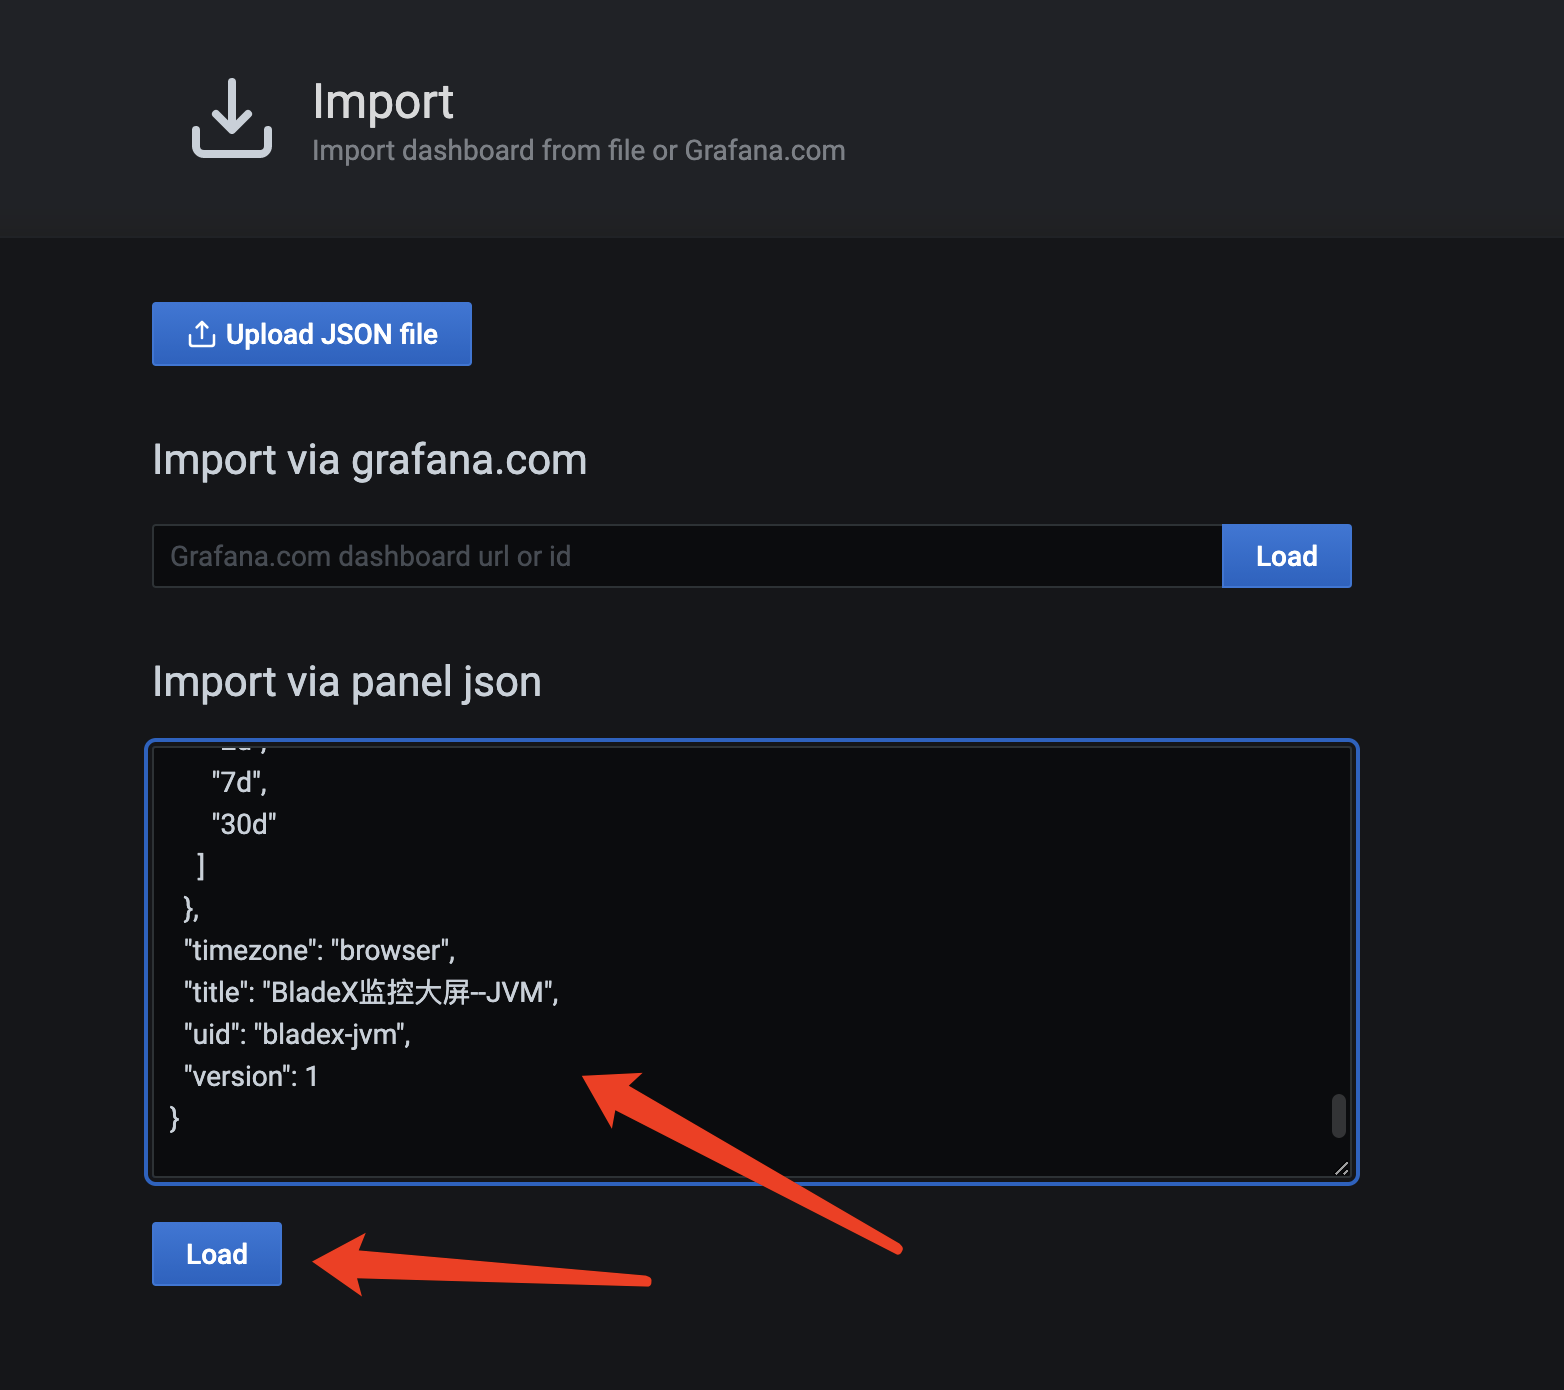 Import
Import dashboard from file or Grafana.com
Upload JSON file
Import via grafana.com
Grafana.com dashboard url or id
Load
Import via panel json
"7d",
"30d"
]
},
"timezone": "browser",
"title": "BladeX监控大屏--JVM",
"uid": "bladex-jvm",
"version": 1
}
Load